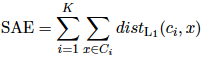 SAE = \sum_{i=1}^{K} \sum_{x \in C_i} dist_{L_1}(c_i, x)